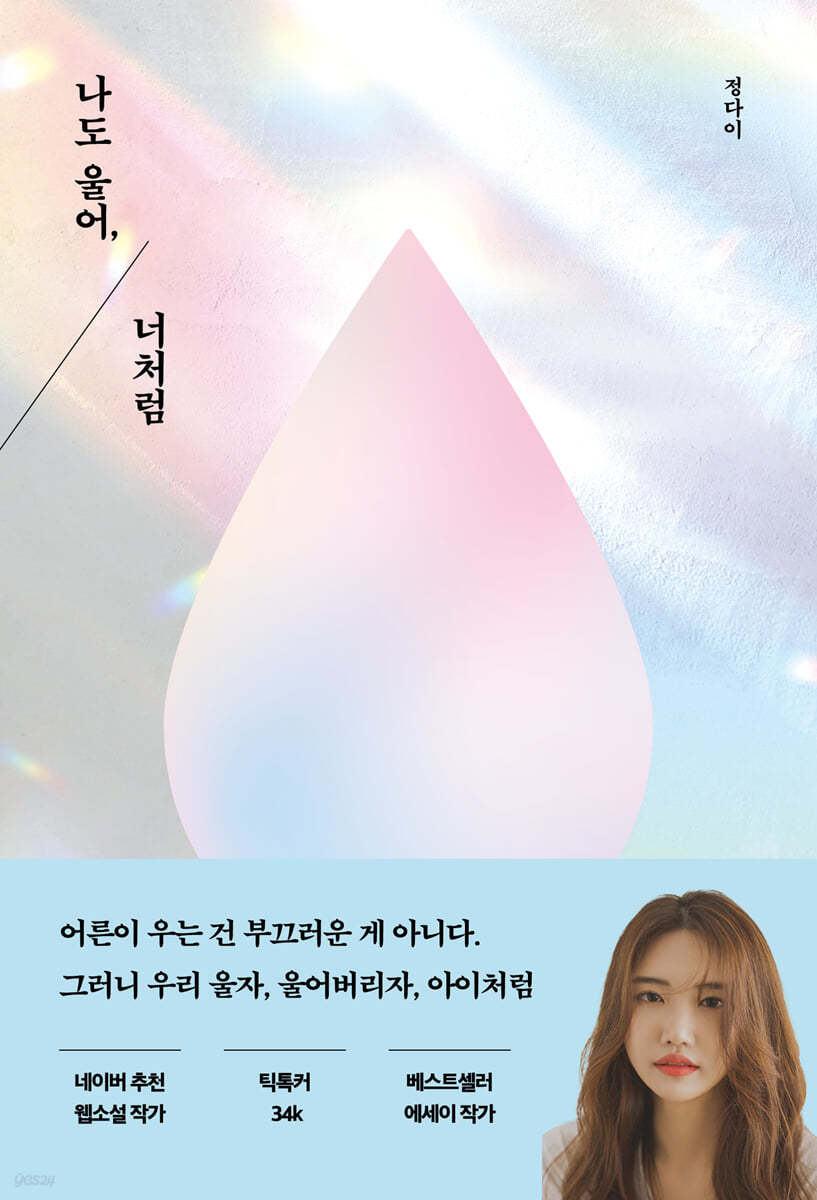 나도 울어,
너처럼
정다이
어른이 우는 건 부끄러운 게 아니다.
그러니 우리 울자, 울어버리자, 아이처럼
네이버 추천
웹소설 작가
틱톡커
34k
베스트셀러
에세이 작가
yes24